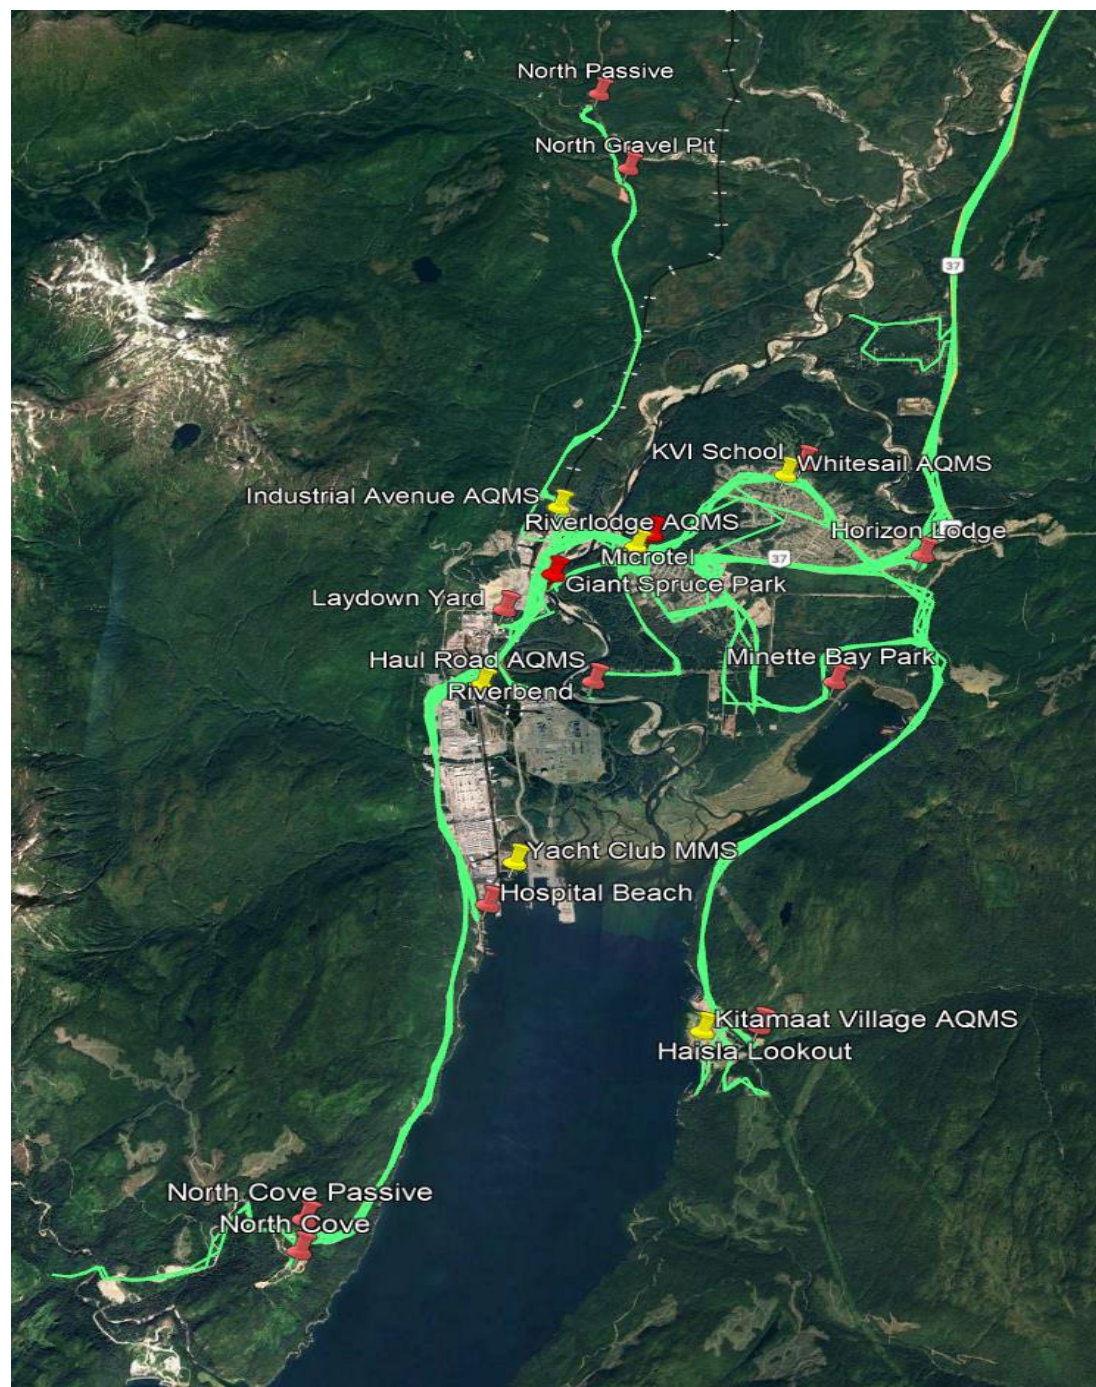 North Passive
North Gravel Pit
37
KVI School
Whitesail AQMS
Industrial Avenue AQMS
Riverlodge AQMS
Horizon Lodge
Microtel
37
Giant Spruce Park
Laydown Yard
Haul Road AQMS
Minette Bay Park
Riverbend
Yacht Club MMS
Hospital Beach
Kitamaat Village AQMS
Haisla Lookout
North Cove Passive
North Cove